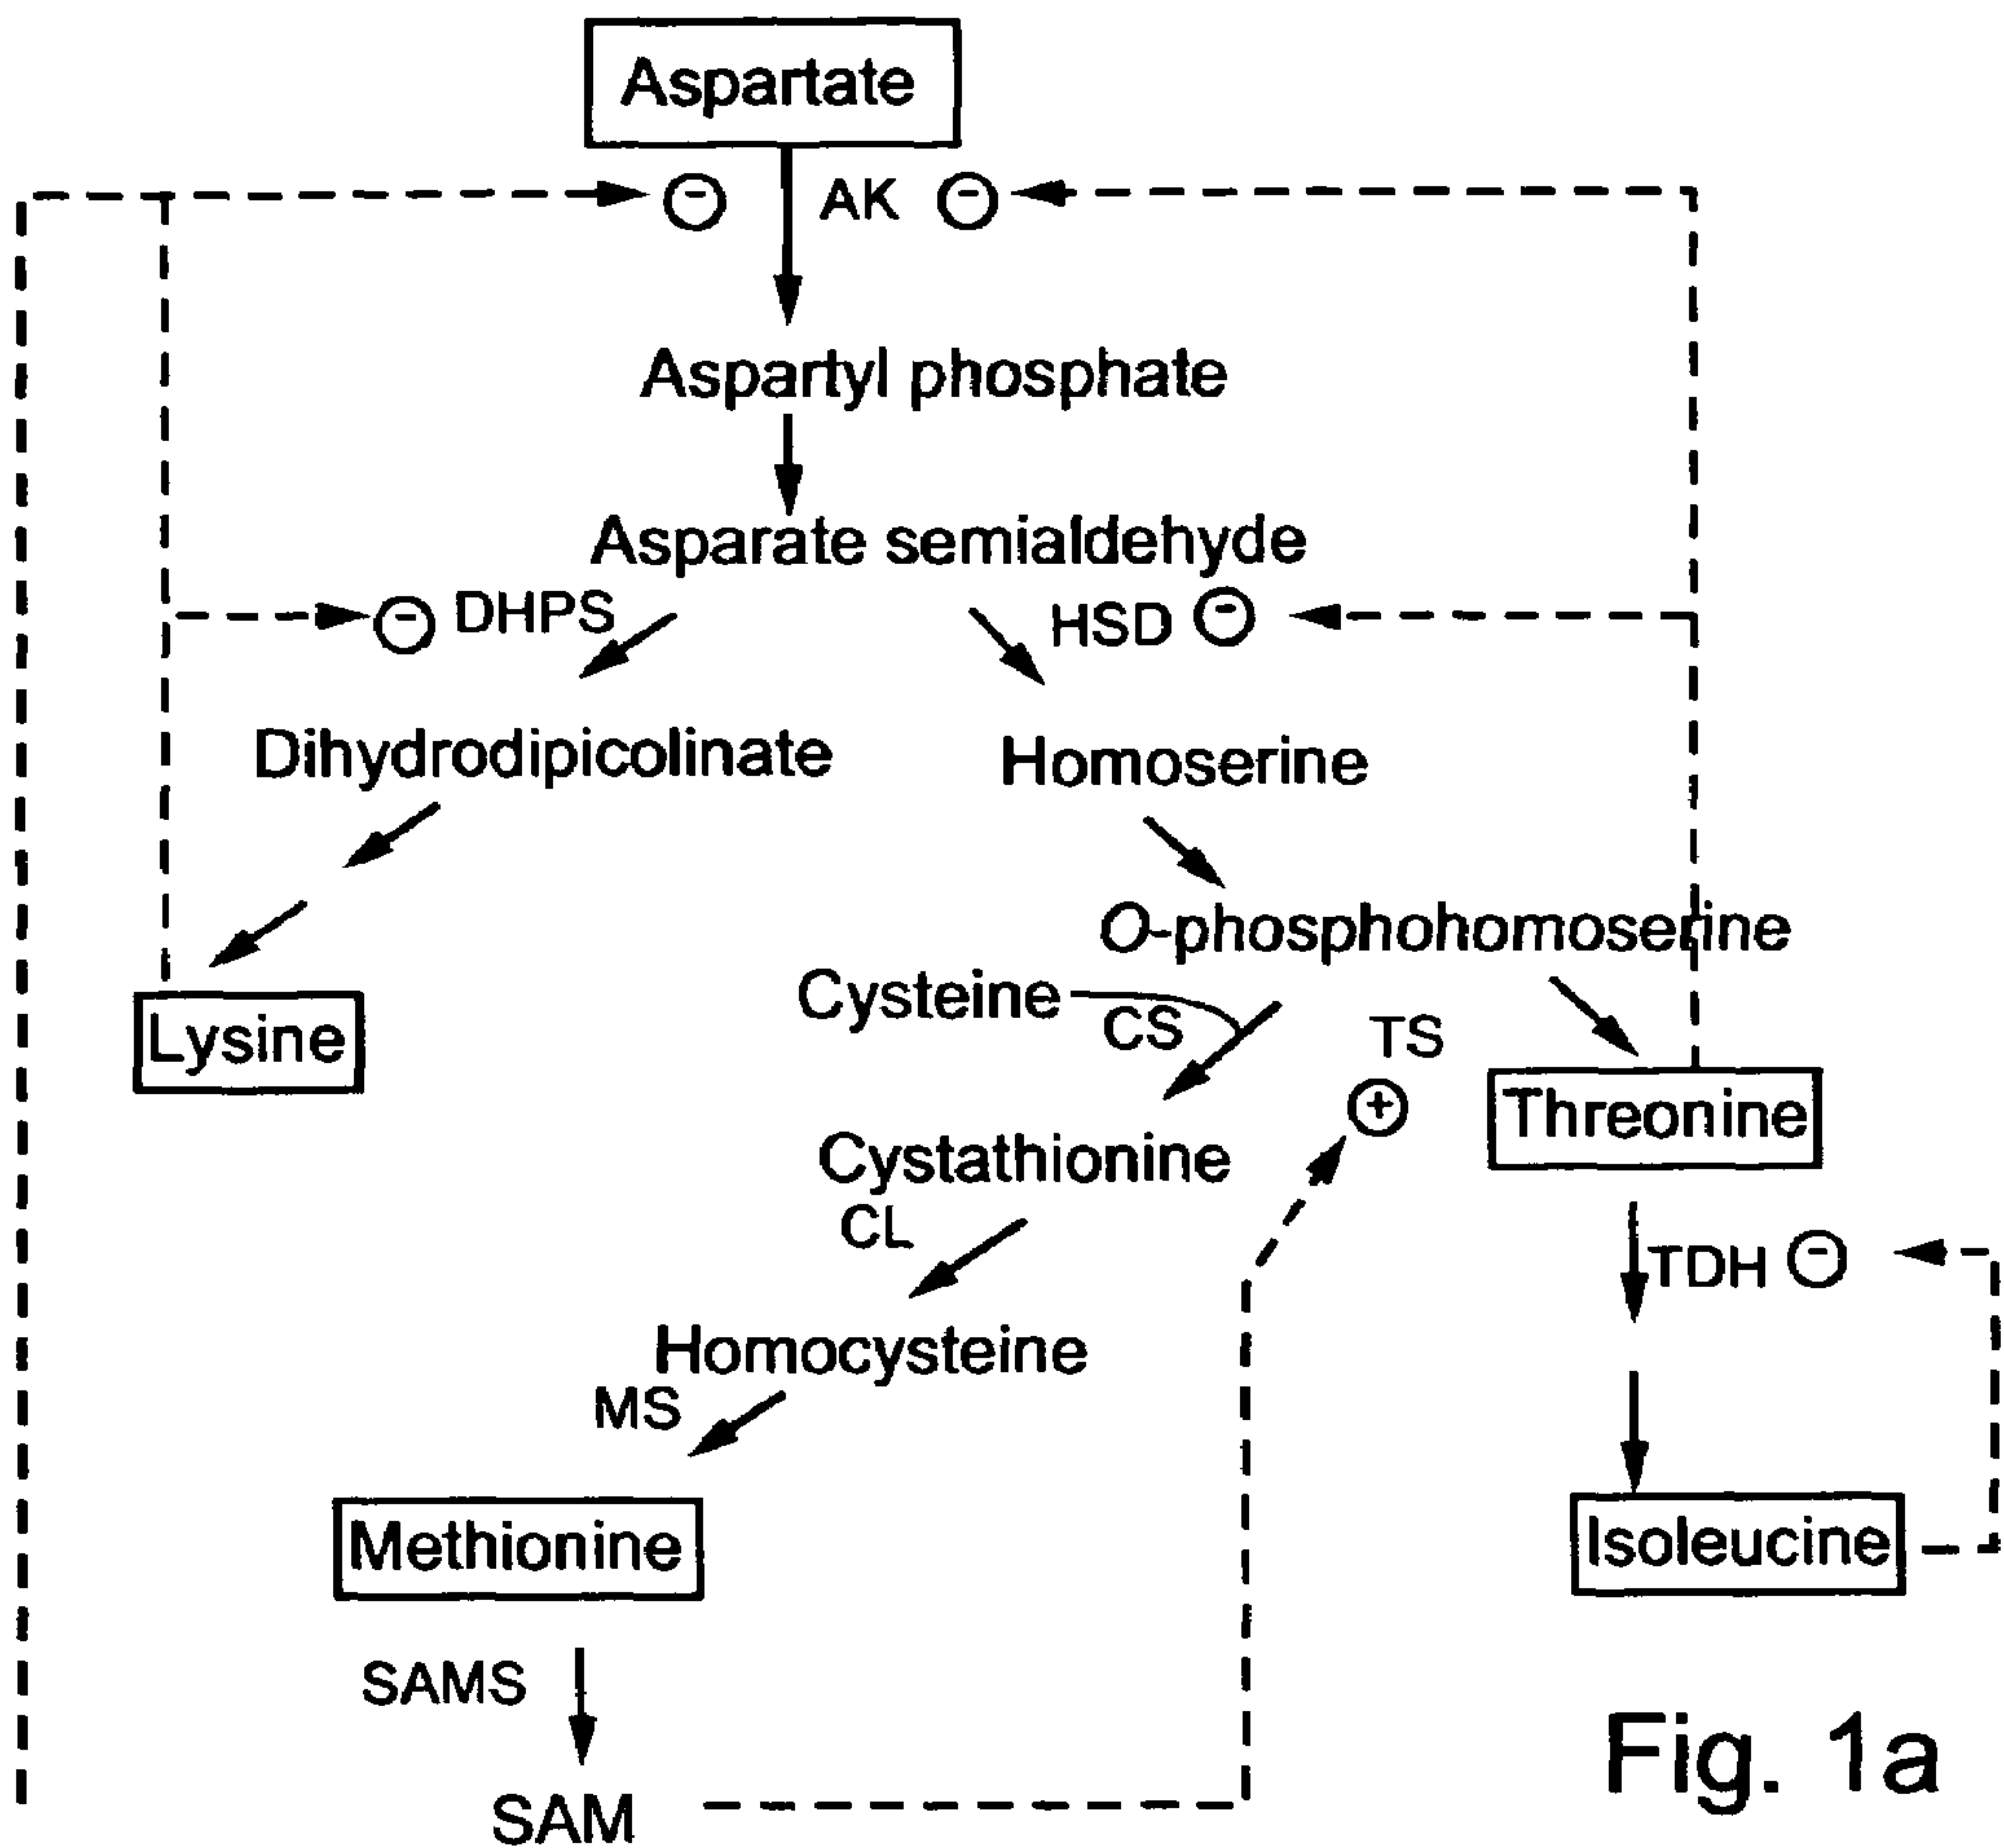 Aspartate
⊖ AK ⊖
Aspartyl phosphate
Asparate semialdehyde
⊖ DHPS
HSD ⊖
Dihydrodipicolinate
Homoserine
O-phosphohomoserine
Cysteine
CS
TS
Lysine
⊕
Threonine
Cystathionine
CL
TDH ⊖
Homocysteine
MS
Methionine
Isoleucine
SAMS
SAM
Fig. 1a